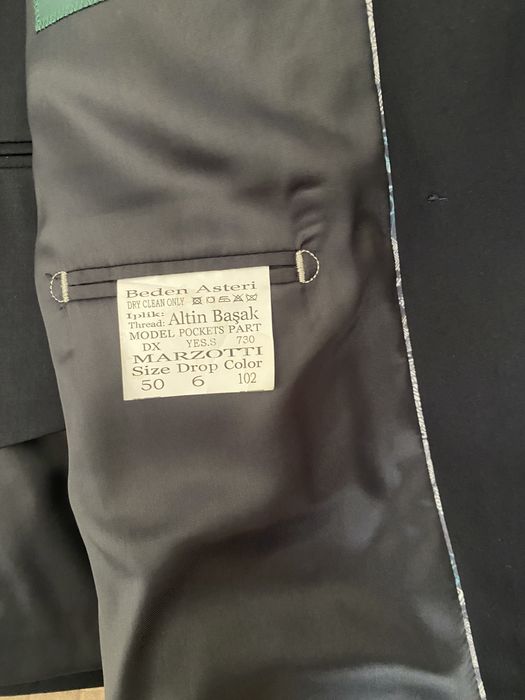 Beden Asteri
DRY CLEAN ONLY
Iplik:
Thread: Altin Başak
MODEL POCKETS PART
DX YES.S 730
MARZOTTI
Size Drop Color
50 6 102